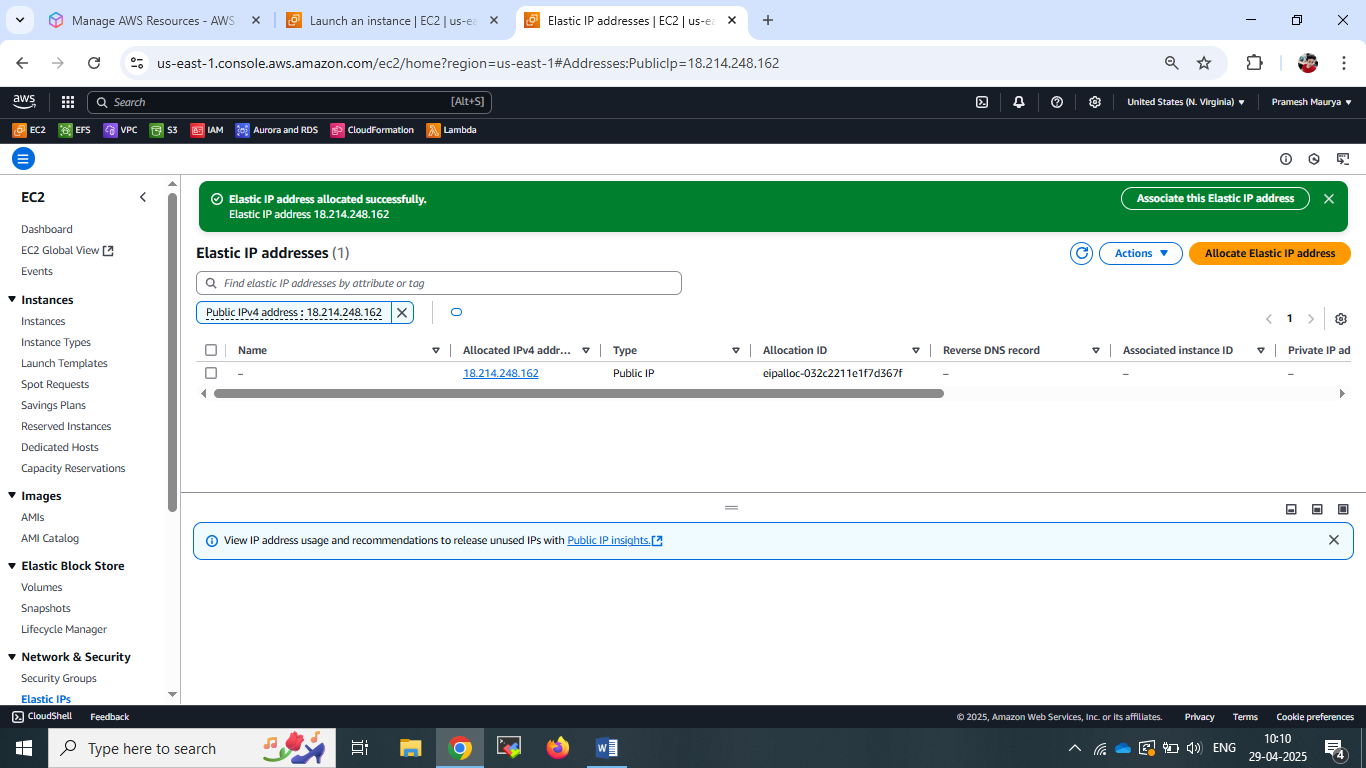 Manage AWS Resources - AWS
Launch an instance | EC2 | us-ea
Elastic IP addresses | EC2 | us-ea
us-east-1.console.aws.amazon.com/ec2/home?region=us-east-1#Addresses:PublicIp=18.214.248.162
aws
Search
[Alt+S]
United States (N. Virginia)
Pramesh Maurya
EC2
EFS
VPC
S3
IAM
Aurora and RDS
CloudFormation
Lambda
EC2
Dashboard
EC2 Global View
Events
Instances
Instances
Instance Types
Launch Templates
Spot Requests
Savings Plans
Reserved Instances
Dedicated Hosts
Capacity Reservations
Images
AMIs
AMI Catalog
Elastic Block Store
Volumes
Snapshots
Lifecycle Manager
Network & Security
Security Groups
Elastic IPs
Elastic IP address allocated successfully.
Elastic IP address 18.214.248.162
Associate this Elastic IP address
Elastic IP addresses (1)
Actions
Allocate Elastic IP address
Find elastic IP addresses by attribute or tag
Public IPv4 address : 18.214.248.162
1
Name Allocated IPv4 addr... Type Allocation ID Reverse DNS record Associated instance ID Private IP ad
– 18.214.248.162 Public IP eipalloc-032c2211e1f7d367f – – –
View IP address usage and recommendations to release unused IPs with Public IP insights.
CloudShell
Feedback
© 2025, Amazon Web Services, Inc. or its affiliates.
Privacy
Terms
Cookie preferences
Type here to search
ENG
10:10
29-04-2025
4